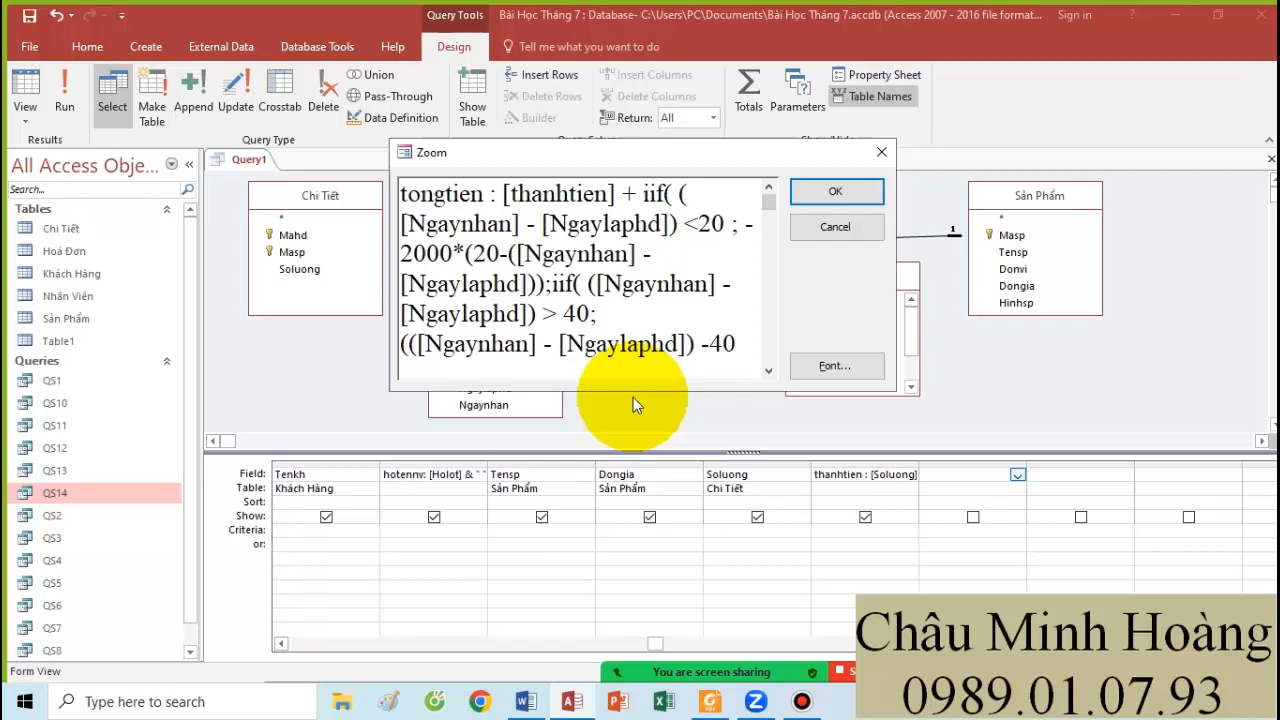 Query Tools
Bài Học Tháng 7 : Database- C:\Users\PC\Documents\Bài Học Tháng 7.accdb (Access 2007 - 2016 file format...
Sign in
File Home Create External Data Database Tools Help Design Tell me what you want to do
View Run Select Make Table Append Update Crosstab Delete
Union
Pass-Through
Data Definition
Show Table
Insert Rows
Delete Rows
Builder
Insert Columns
Delete Columns
Return: All
Totals Parameters
Property Sheet
Table Names
Results
Query Type
All Access Obje...
Search...
Tables
Chi Tiết
Hoá Đơn
Khách Hàng
Nhân Viên
Sản Phẩm
Table1
Queries
QS1
QS10
QS11
QS12
QS13
QS14
QS2
QS3
QS4
QS5
QS6
QS7
QS8
Query1
Chi Tiết
*
Mahd
Masp
Soluong
Zoom
tongtien : [thanhtien] + iif( (
[Ngaynhan] - [Ngaylaphd]) <20 ; -
2000*(20-([Ngaynhan] -
[Ngaylaphd]));iif( ([Ngaynhan] -
[Ngaylaphd]) > 40;
(([Ngaynhan] - [Ngaylaphd]) -40
OK
Cancel
Font...
Ngaynhan
1
Sản Phẩm
*
Masp
Tensp
Donvi
Dongia
Hinhsp
Field: Tenkh hotennv: [Holot] & " " Tensp Dongia Soluong thanhtien : [Soluong]
Table: Khách Hàng Sản Phẩm Sản Phẩm Chi Tiết
Sort:
Show:
Criteria:
or:
Form View
You are screen sharing
Châu Minh Hoàng
0989.01.07.93
Type here to search